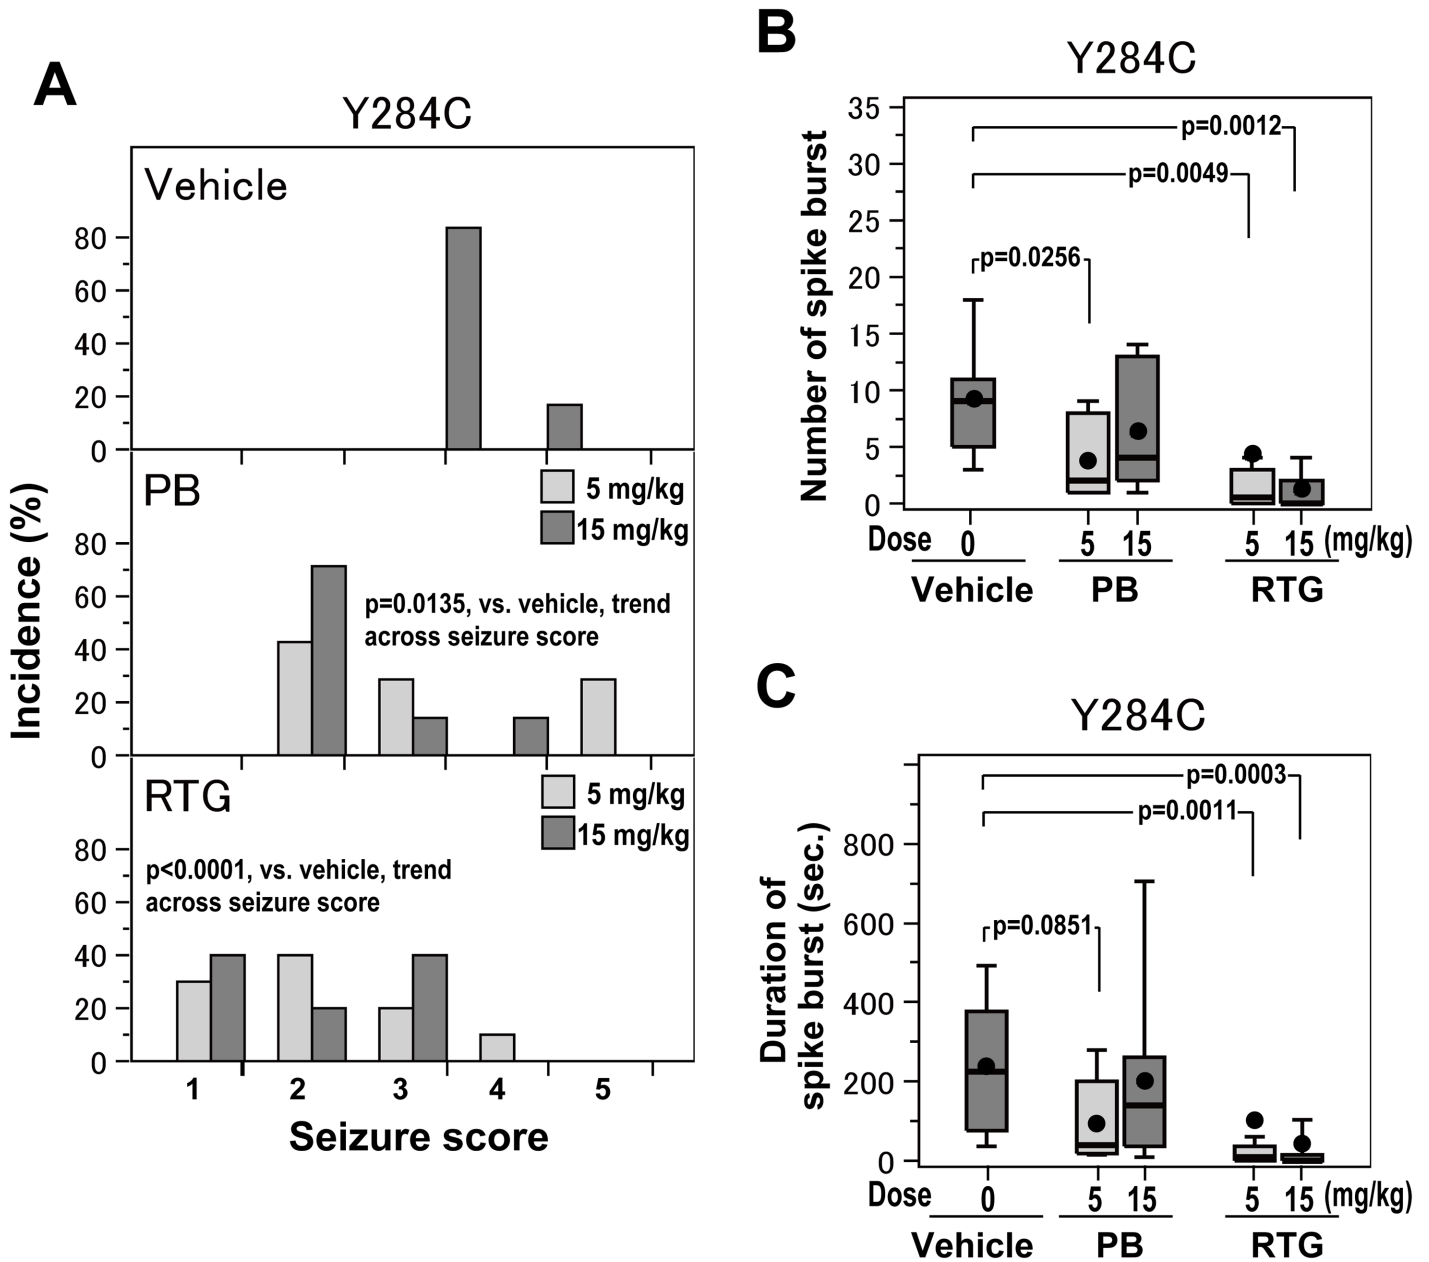 A
Y284C
Vehicle
80
60
40
20
0
PB
5 mg/kg
15 mg/kg
80
60
40
20
0
p=0.0135, vs. vehicle, trend
across seizure score
RTG
5 mg/kg
15 mg/kg
80
60
40
20
0
p<0.0001, vs. vehicle, trend
across seizure score
Incidence (%)
1 2 3 4 5
Seizure score
B
Y284C
Number of spike burst
35
30
25
20
15
10
5
0
p=0.0012
p=0.0049
p=0.0256
Dose 0 5 15 5 15 (mg/kg)
Vehicle PB RTG
C
Y284C
Duration of
spike burst (sec.)
800
600
400
200
0
p=0.0003
p=0.0011
p=0.0851
Dose 0 5 15 5 15 (mg/kg)
Vehicle PB RTG